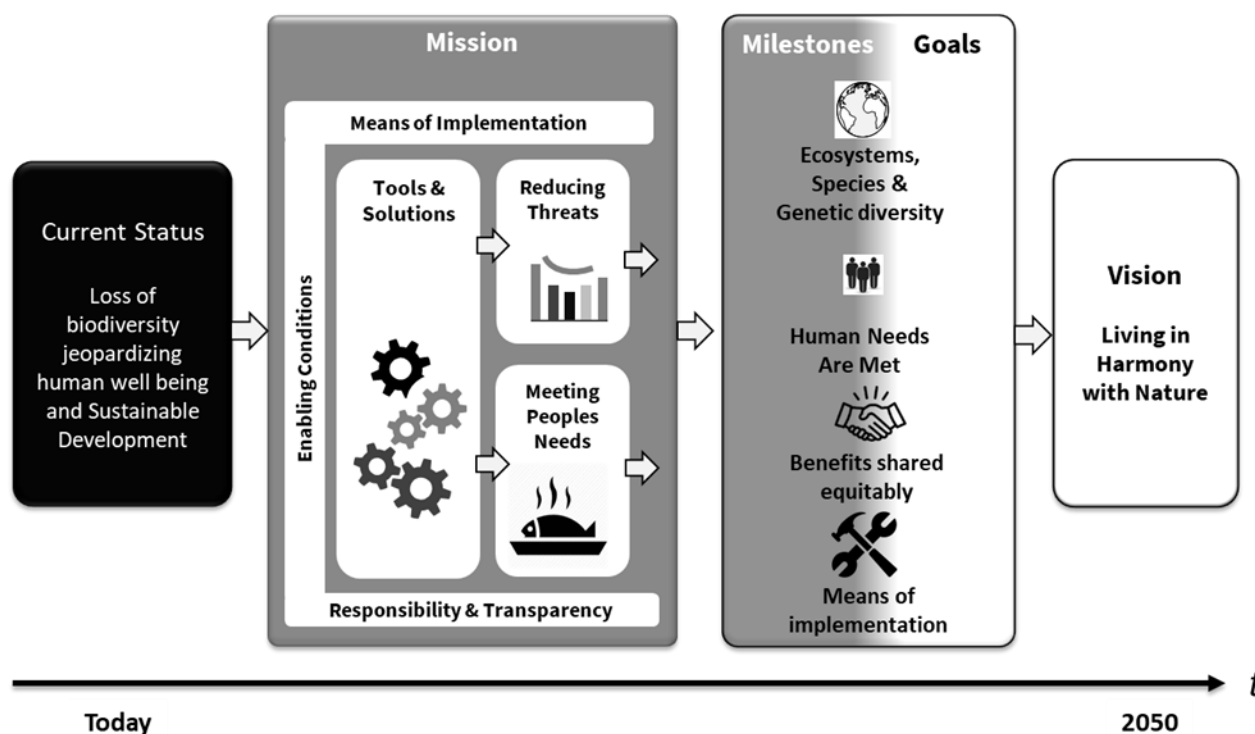 Current Status
Loss of
biodiversity
jeopardizing
human well being
and Sustainable
Development
Mission
Means of Implementation
Enabling Conditions
Tools &
Solutions
Reducing
Threats
Meeting
Peoples
Needs
Responsibility & Transparency
Milestones Goals
Ecosystems,
Species &
Genetic diversity
Human Needs
Are Met
Benefits shared
equitably
Means of
implementation
Vision
Living in
Harmony
with Nature
t
Today
2050